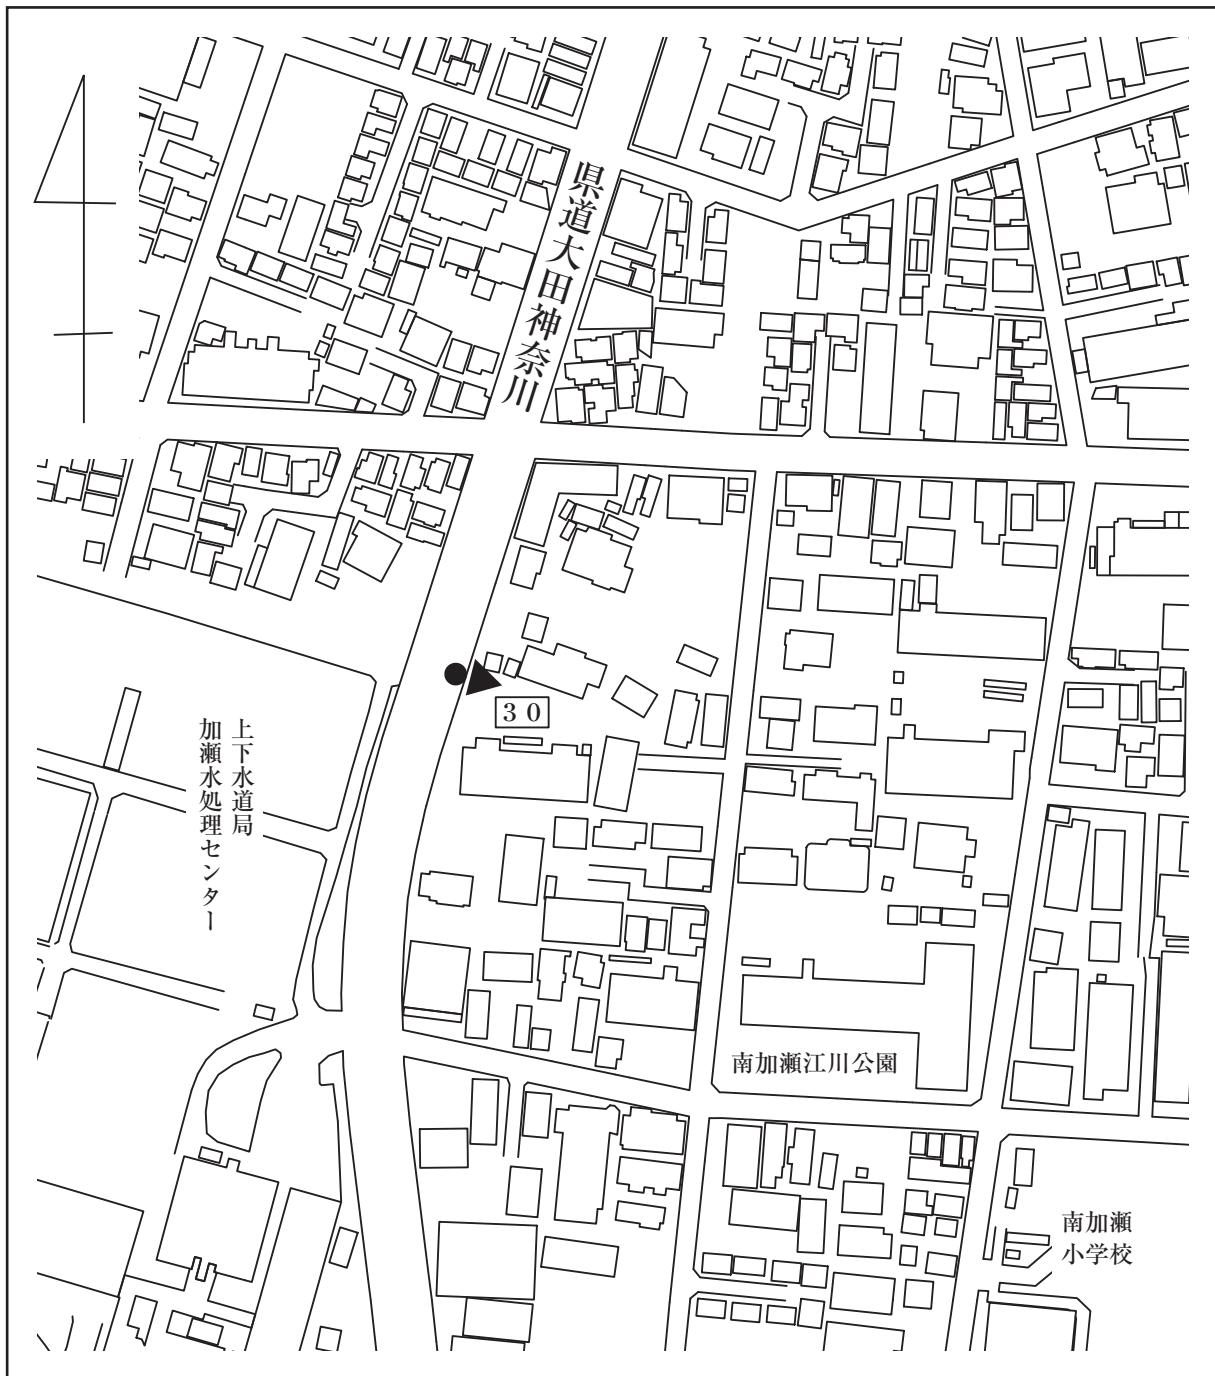 県道大田神奈川
30
上下水道局
加瀬水処理センター
南加瀬江川公園
南加瀬
小学校